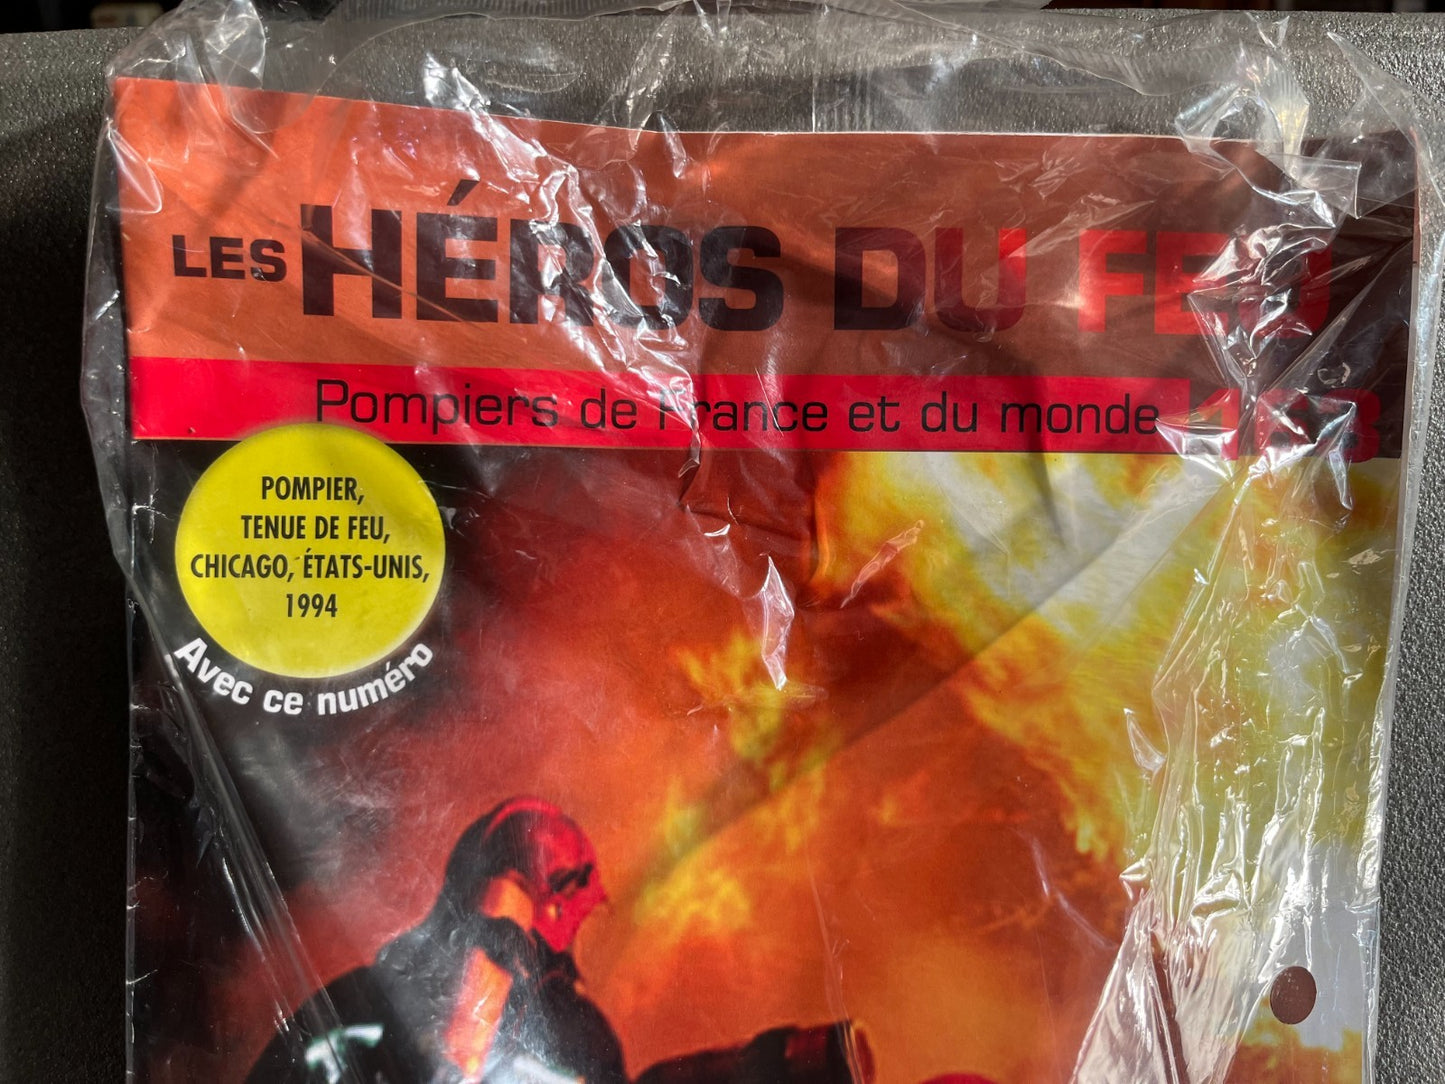 LES HÉROS DU FEU
Pompiers de France et du monde
POMPIER,
TENUE DE FEU,
CHICAGO, ÉTATS-UNIS,
1994
Avec ce numéro